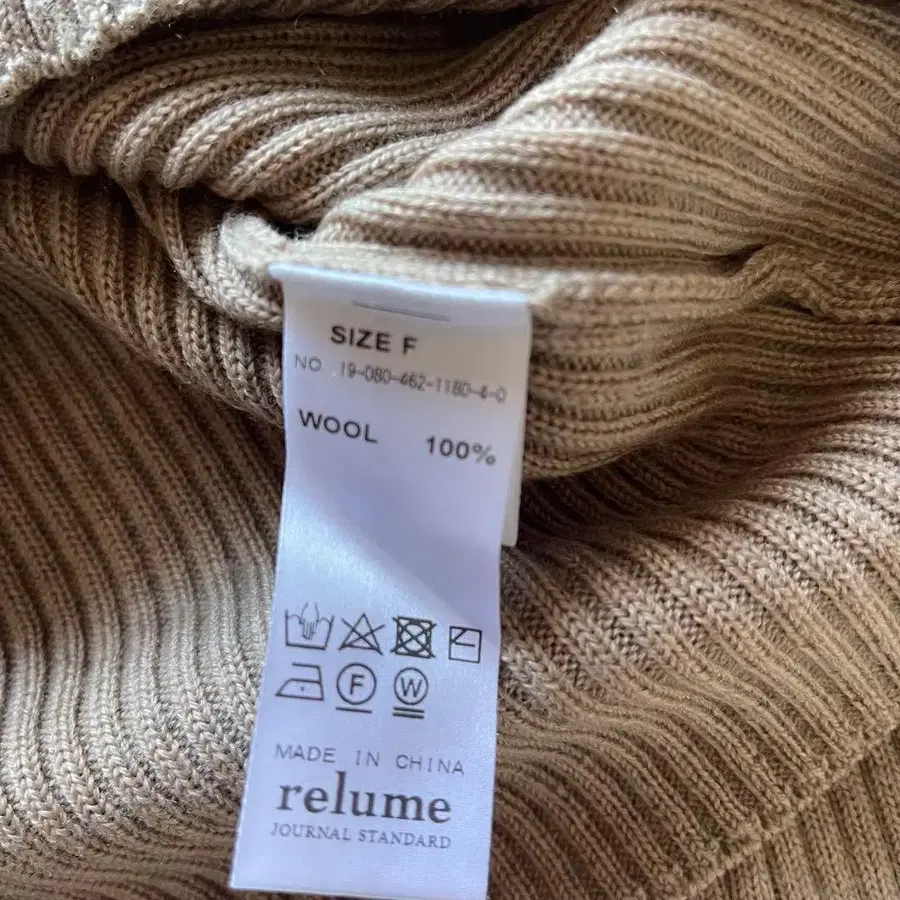 SIZE F
NO. 19-080-462-1180-4-0
WOOL 100%
F W
MADE IN CHINA
relume
JOURNAL STANDARD